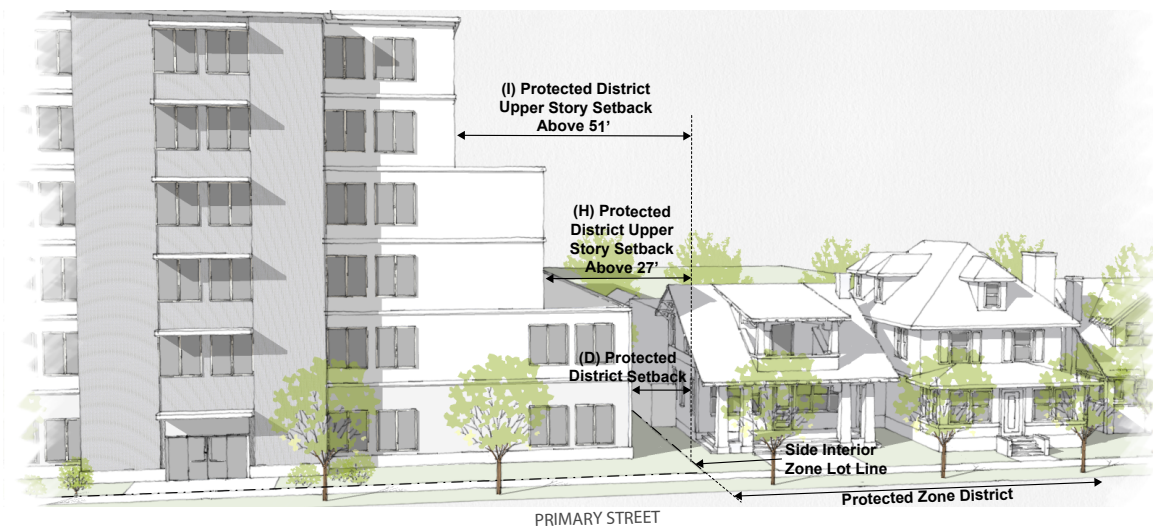 (I) Protected District
Upper Story Setback
Above 51’
(H) Protected
District Upper
Story Setback
Above 27’
(D) Protected
District Setback
Side Interior
Zone Lot Line
Protected Zone District
PRIMARY STREET